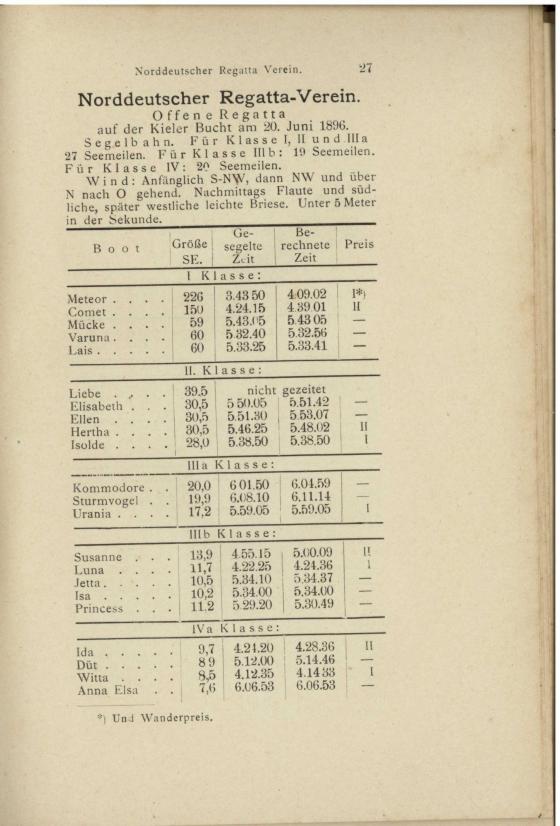 Norddeutscher Regatta Verein. 27
Norddeutscher Regatta-Verein.
Offene Regatta
auf der Kieler Bucht am 20. Juni 1896.
Segelbahn. Für Klasse I, II und IIIa
27 Seemeilen. Für Klasse IIIb: 19 Seemeilen.
Für Klasse IV: 20 Seemeilen.
Wind: Anfänglich S-NW, dann NW und über
N nach O gehend. Nachmittags Flaute und süd-
liche, später westliche leichte Briese. Unter 5 Meter
in der Sekunde.
Boot Größe SE. Ge-segelte Zeit Be-rechnete Zeit Preis
I Klasse:
Meteor . . . . 226 3.43 50 4.09.02 I*)
Comet . . . . 150 4.24.15 4.39 01 II
Mücke . . . . 59 5.43.05 5.43 05 —
Varuna . . . . 60 5.32.40 5.32.56 —
Lais . . . . . 60 5.33.25 5.33.41 —
II. Klasse:
Liebe . . . . 39.5 nicht gezeitet
Elisabeth . . . 30,5 5 50.05 5.51.42 —
Ellen . . . . 30,5 5.51.30 5.53.07 —
Hertha . . . . 30,5 5.46.25 5.48.02 II
Isolde . . . . 28,0 5.38.50 5.38.50 I
IIIa Klasse:
Kommodore . . 20,0 6 01.50 6.04.59 —
Sturmvogel . . 19,9 6.08.10 6.11.14 —
Urania . . . . 17,2 5.59.05 5.59.05 I
IIIb Klasse:
Susanne . . . 13,9 4.55.15 5.00.09 II
Luna . . . . 11,7 4.22.25 4.24.36 I
Jetta . . . . . 10,5 5.34.10 5.34.37 —
Isa . . . . . 10,2 5.34.00 5.34.00 —
Princess . . . 11.2 5.29.20 5.30.49 —
IVa Klasse:
Ida . . . . . 9,7 4.24.20 4.28.36 II
Düt . . . . . 8 9 5.12.00 5.14.46 —
Witta . . . . 8,5 4.12.35 4.14 33 I
Anna Elsa . . 7,6 6.06.53 6.06.53 —
*) Und Wanderpreis.